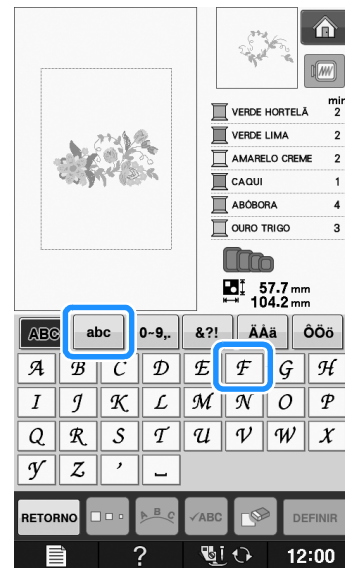 min
VERDE HORTELÃ 2
VERDE LIMA 2
AMARELO CREME 2
CAQUI 1
ABÓBORA 4
OURO TRIGO 3
57.7 mm
104.2 mm
ABC abc 0~9,. &?! ÄÅä ÔÖö
A B C D E F G H
I J K L M N O P
Q R S T U V W X
Y Z ’ ⎵
RETORNO ABC ✓ABC DEFINIR
? 12:00